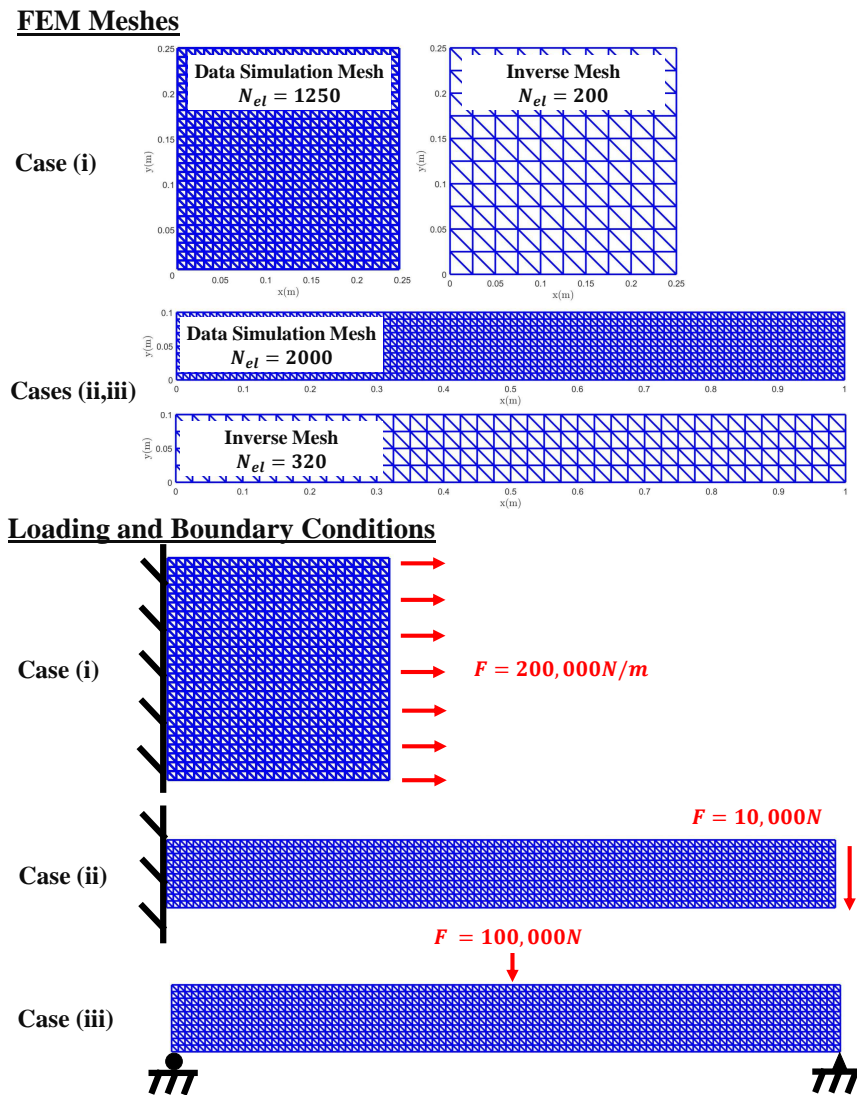 FEM Meshes
Case (i)
Data Simulation Mesh
N_el = 1250
0.25
0.2
0.15
0.1
0.05
0
y(m)
0.05
0.1
0.15
0.2
0.25
x(m)
Inverse Mesh
N_el = 200
0.25
0.2
0.15
0.1
0.05
0
y(m)
0
0.05
0.1
0.15
0.2
0.25
x(m)
Cases (ii,iii)
Data Simulation Mesh
N_el = 2000
0.1
0.05
0
y(m)
0
0.1
0.2
0.3
0.4
0.5
0.6
0.7
0.8
0.9
1
x(m)
Inverse Mesh
N_el = 320
0.1
0.05
0
y(m)
0
0.1
0.2
0.3
0.4
0.5
0.6
0.7
0.8
0.9
1
x(m)
Loading and Boundary Conditions
Case (i)
F = 200,000N/m
Case (ii)
F = 10,000N
Case (iii)
F = 100,000N